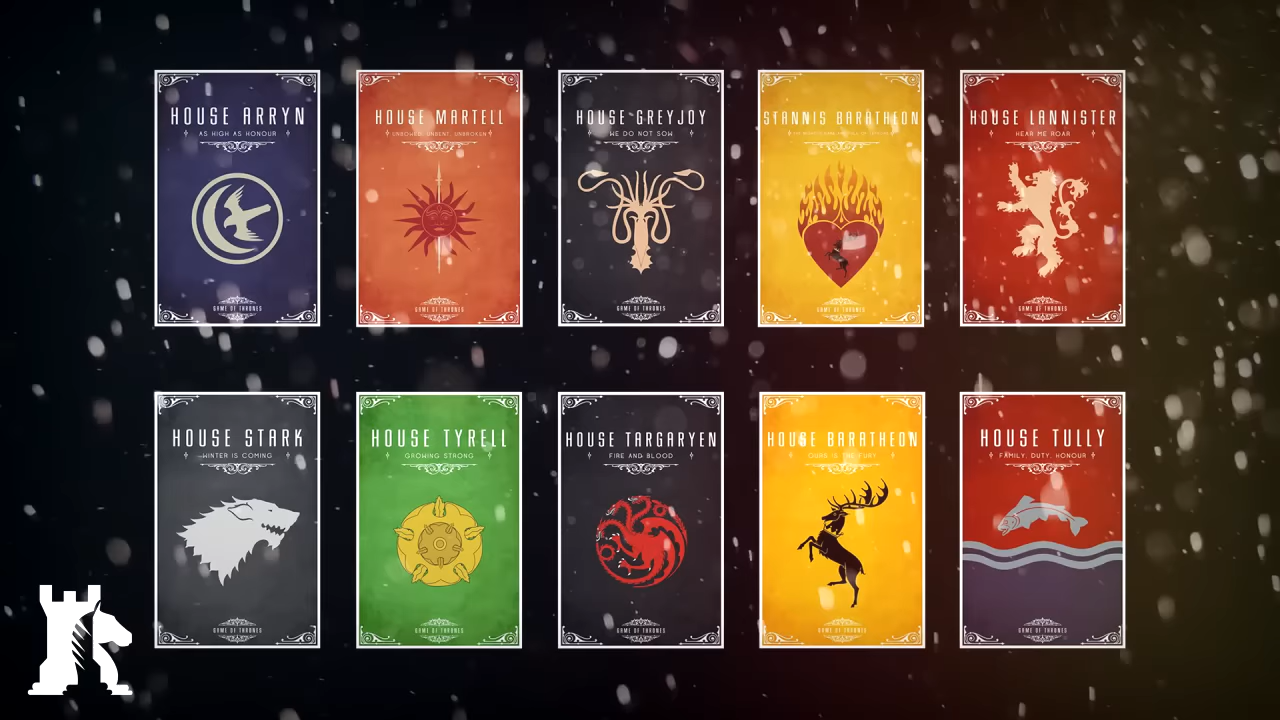 HOUSE ARRYN
AS HIGH AS HONOUR
GAME OF THRONES
HOUSE MARTELL
UNBOWED, UNBENT, UNBROKEN
GAME OF THRONES
HOUSE GREYJOY
WE DO NOT SOW
GAME OF THRONES
STANNIS BARATHEON
GAME OF THRONES
HOUSE LANNISTER
HEAR ME ROAR
GAME OF THRONES
HOUSE STARK
WINTER IS COMING
GAME OF THRONES
HOUSE TYRELL
GROWING STRONG
GAME OF THRONES
HOUSE TARGARYEN
FIRE AND BLOOD
GAME OF THRONES
HOUSE BARATHEON
OURS IS THE FURY
GAME OF THRONES
HOUSE TULLY
FAMILY, DUTY, HONOUR
GAME OF THRONES